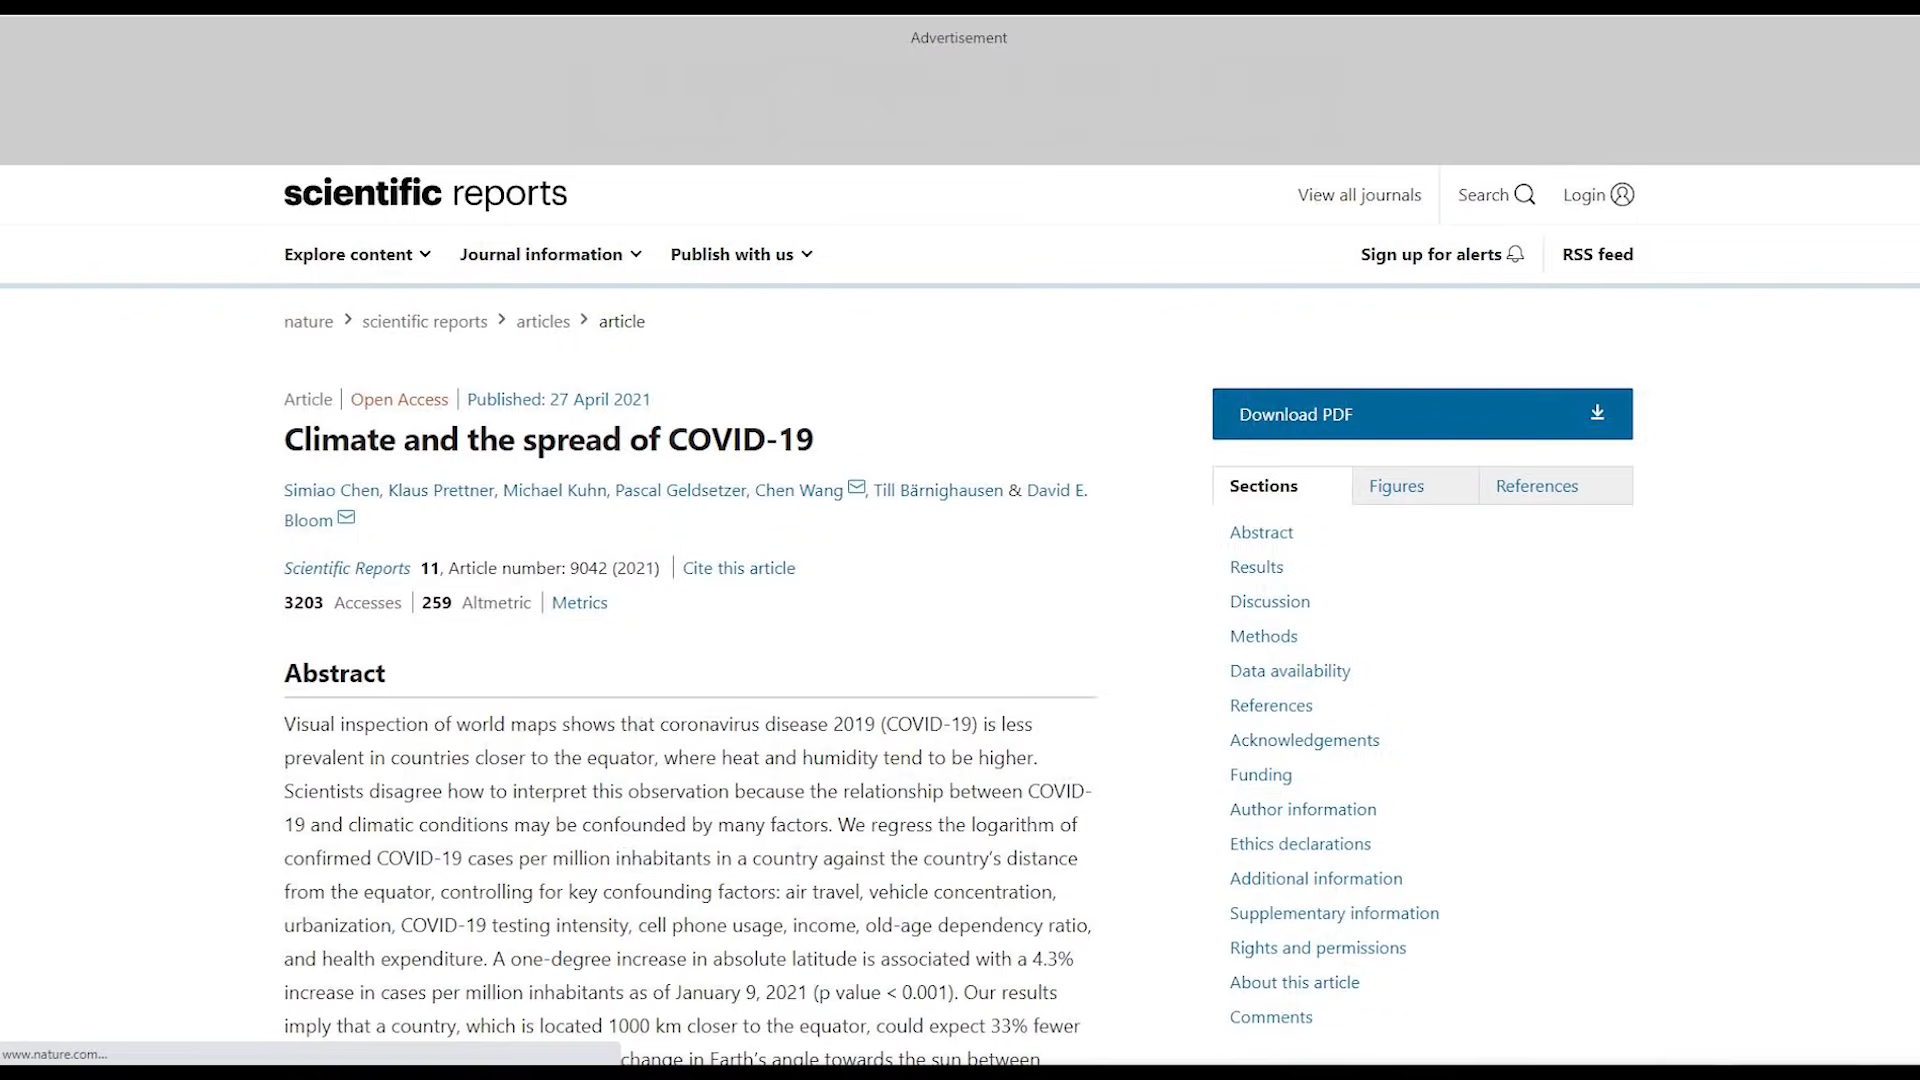 Advertisement
scientific reports
View all journals
Search
Login
Explore content
Journal information
Publish with us
Sign up for alerts
RSS feed
nature > scientific reports > articles > article
Article | Open Access | Published: 27 April 2021
Climate and the spread of COVID-19
Simiao Chen, Klaus Prettner, Michael Kuhn, Pascal Geldsetzer, Chen Wang, Till Bärnighausen & David E.
Bloom
Scientific Reports 11, Article number: 9042 (2021) | Cite this article
3203 Accesses | 259 Altmetric | Metrics
Abstract
Visual inspection of world maps shows that coronavirus disease 2019 (COVID-19) is less
prevalent in countries closer to the equator, where heat and humidity tend to be higher.
Scientists disagree how to interpret this observation because the relationship between COVID-
19 and climatic conditions may be confounded by many factors. We regress the logarithm of
confirmed COVID-19 cases per million inhabitants in a country against the country's distance
from the equator, controlling for key confounding factors: air travel, vehicle concentration,
urbanization, COVID-19 testing intensity, cell phone usage, income, old-age dependency ratio,
and health expenditure. A one-degree increase in absolute latitude is associated with a 4.3%
increase in cases per million inhabitants as of January 9, 2021 (p value < 0.001). Our results
imply that a country, which is located 1000 km closer to the equator, could expect 33% fewer
change in Earth's angle towards the sun between
www.nature.com...
Download PDF
Sections
Figures
References
Abstract
Results
Discussion
Methods
Data availability
References
Acknowledgements
Funding
Author information
Ethics declarations
Additional information
Supplementary information
Rights and permissions
About this article
Comments